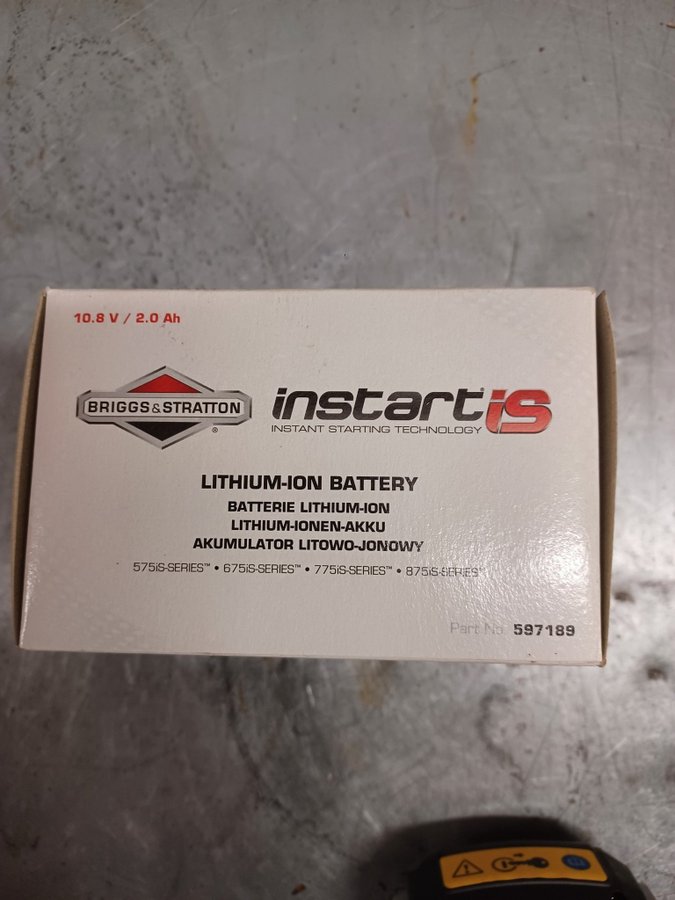 10.8 V / 2.0 Ah
BRIGGS & STRATTON ®
instart® iS
INSTANT STARTING TECHNOLOGY
LITHIUM-ION BATTERY
BATTERIE LITHIUM-ION
LITHIUM-IONEN-AKKU
AKUMULATOR LITOWO-JONOWY
575iS-SERIES™ • 675iS-SERIES™ • 775iS-SERIES™ • 875iS-SERIES™
Part No. 597189